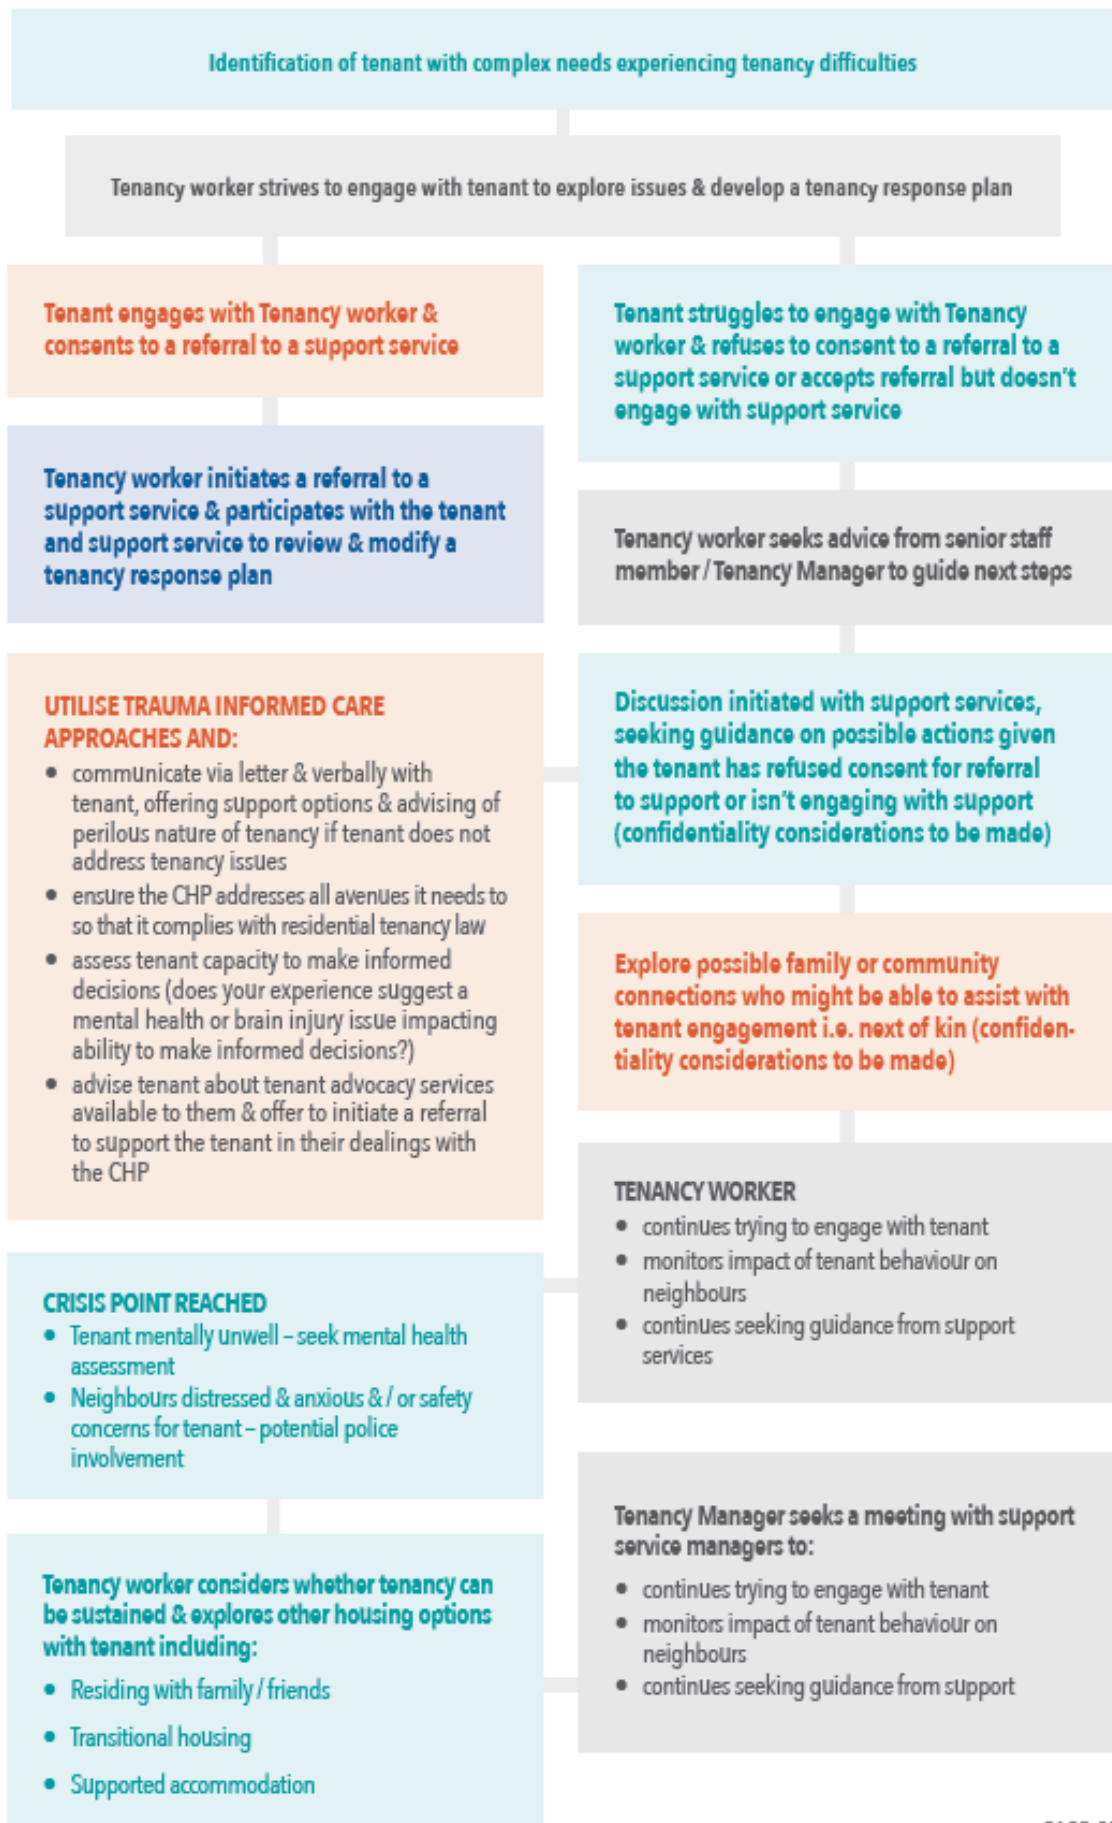 Identification of tenant with complex needs experiencing tenancy difficulties
Tenancy worker strives to engage with tenant to explore issues & develop a tenancy response plan
Tenant engages with Tenancy worker &
consents to a referral to a support service
Tenancy worker initiates a referral to a
support service & participates with the tenant
and support service to review & modify a
tenancy response plan
Tenant struggles to engage with Tenancy
worker & refuses to consent to a referral to a
support service or accepts referral but doesn't
engage with support service
Tenancy worker seeks advice from senior staff
member / Tenancy Manager to guide next steps
Discussion initiated with support services,
seeking guidance on possible actions given
the tenant has refused consent for referral
to support or isn't engaging with support
(confidentiality considerations to be made)
UTILISE TRAUMA INFORMED CARE
APPROACHES AND:
• communicate via letter & verbally with
tenant, offering support options & advising of
perilous nature of tenancy if tenant does not
address tenancy issues
• ensure the CHP addresses all avenues it needs to
so that it complies with residential tenancy law
• assess tenant capacity to make informed
decisions (does your experience suggest a
mental health or brain injury issue impacting
ability to make informed decisions?)
• advise tenant about tenant advocacy services
available to them & offer to initiate a referral
to support the tenant in their dealings with
the CHP
Explore possible family or community
connections who might be able to assist with
tenant engagement i.e. next of kin (confiden-
tiality considerations to be made)
TENANCY WORKER
• continues trying to engage with tenant
• monitors impact of tenant behaviour on
neighbours
• continues seeking guidance from support
services
CRISIS POINT REACHED
• Tenant mentally unwell – seek mental health
assessment
• Neighbours distressed & anxious & / or safety
concerns for tenant – potential police
involvement
Tenancy Manager seeks a meeting with support
service managers to:
• continues trying to engage with tenant
• monitors impact of tenant behaviour on
neighbours
• continues seeking guidance from support
Tenancy worker considers whether tenancy can
be sustained & explores other housing options
with tenant including:
• Residing with family / friends
• Transitional housing
• Supported accommodation